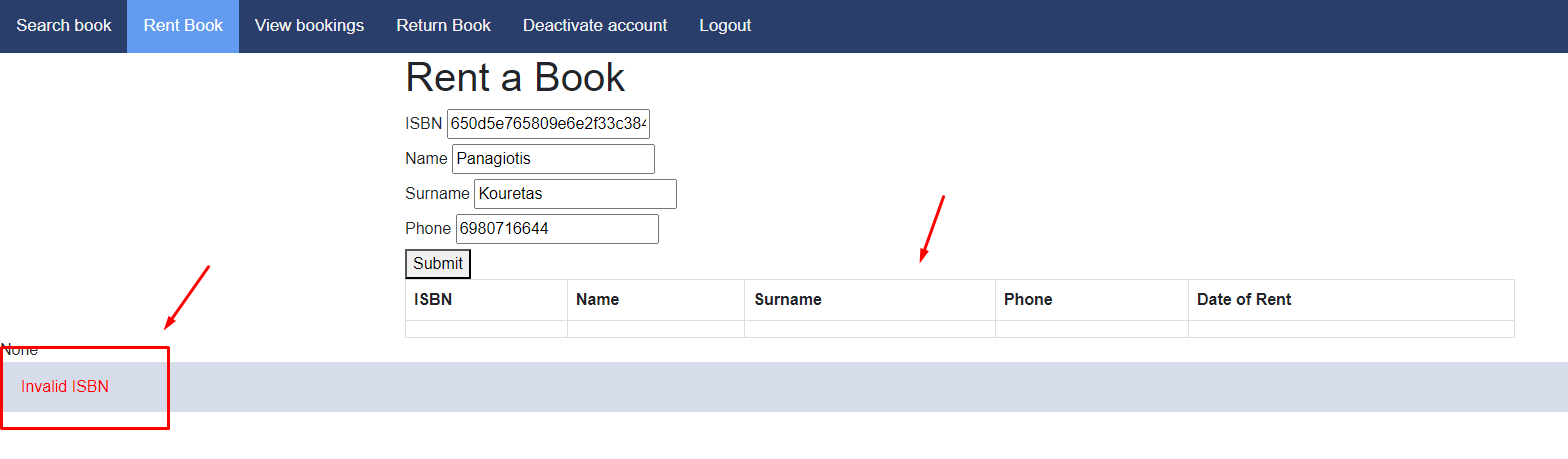 Search book Rent Book View bookings Return Book Deactivate account Logout
Rent a Book
ISBN 650d5e765809e6e2f33c384
Name Panagiotis
Surname Kouretas
Phone 6980716644
Submit
ISBN Name Surname Phone Date of Rent
None
Invalid ISBN